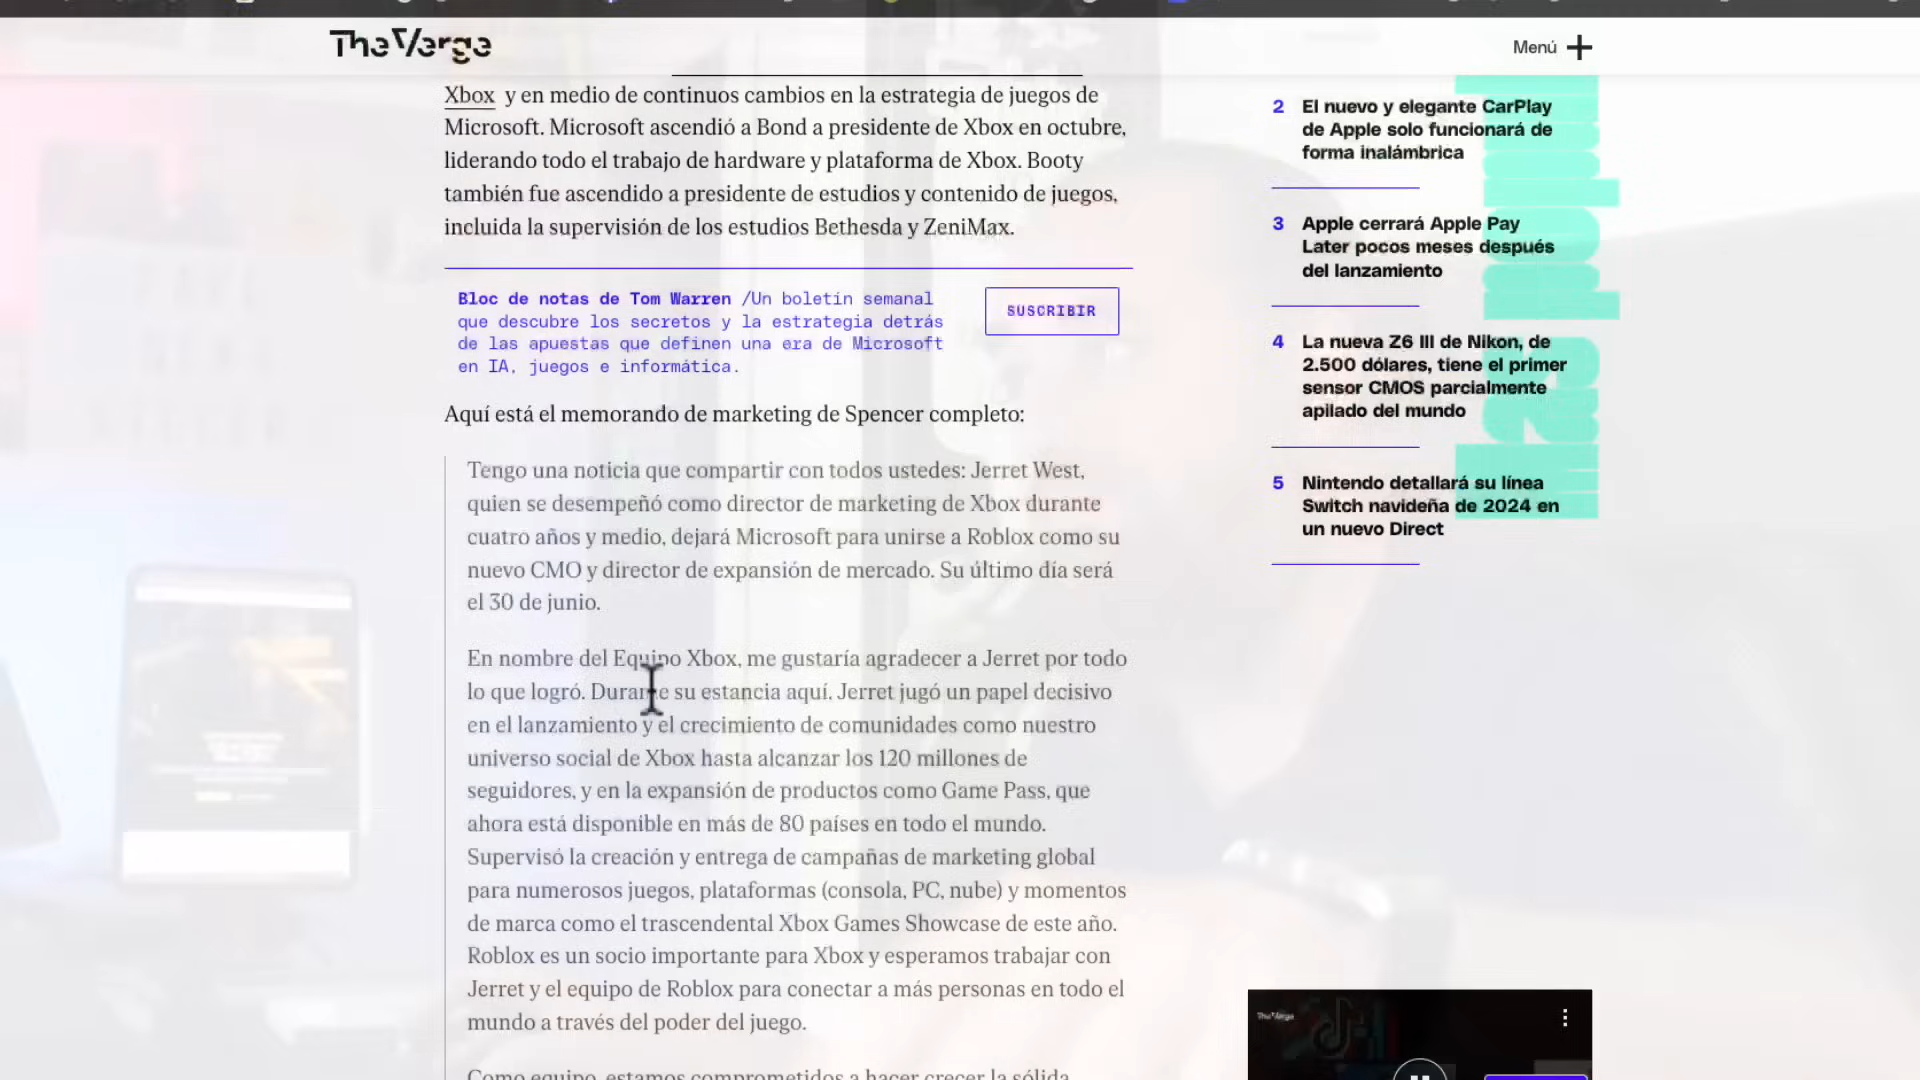 The Verge
Menú
Xbox y en medio de continuos cambios en la estrategia de juegos de
Microsoft. Microsoft ascendió a Bond a presidente de Xbox en octubre,
liderando todo el trabajo de hardware y plataforma de Xbox. Booty
también fue ascendido a presidente de estudios y contenido de juegos,
incluida la supervisión de los estudios Bethesda y ZeniMax.
Bloc de notas de Tom Warren /Un boletín semanal
que descubre los secretos y la estrategia detrás
de las apuestas que definen una era de Microsoft
en IA, juegos e informática.
SUSCRIBIR
Aquí está el memorando de marketing de Spencer completo:
Tengo una noticia que compartir con todos ustedes: Jerret West,
quien se desempeñó como director de marketing de Xbox durante
cuatro años y medio, dejará Microsoft para unirse a Roblox como su
nuevo CMO y director de expansión de mercado. Su último día será
el 30 de junio.
En nombre del Equipo Xbox, me gustaría agradecer a Jerret por todo
lo que logró. Durante su estancia aquí. Jerret jugó un papel decisivo
en el lanzamiento y el crecimiento de comunidades como nuestro
universo social de Xbox hasta alcanzar los 120 millones de
seguidores, y en la expansión de productos como Game Pass, que
ahora está disponible en más de 80 países en todo el mundo.
Supervisó la creación y entrega de campañas de marketing global
para numerosos juegos, plataformas (consola, PC, nube) y momentos
de marca como el trascendental Xbox Games Showcase de este año.
Roblox es un socio importante para Xbox y esperamos trabajar con
Jerret y el equipo de Roblox para conectar a más personas en todo el
mundo a través del poder del juego.
Como equipo, estamos comprometidos a hacer crecer la sólida
2 El nuevo y elegante CarPlay
de Apple solo funcionará de
forma inalámbrica
3 Apple cerrará Apple Pay
Later pocos meses después
del lanzamiento
4 La nueva Z6 III de Nikon, de
2.500 dólares, tiene el primer
sensor CMOS parcialmente
apilado del mundo
5 Nintendo detallará su línea
Switch navideña de 2024 en
un nuevo Direct
The Verge